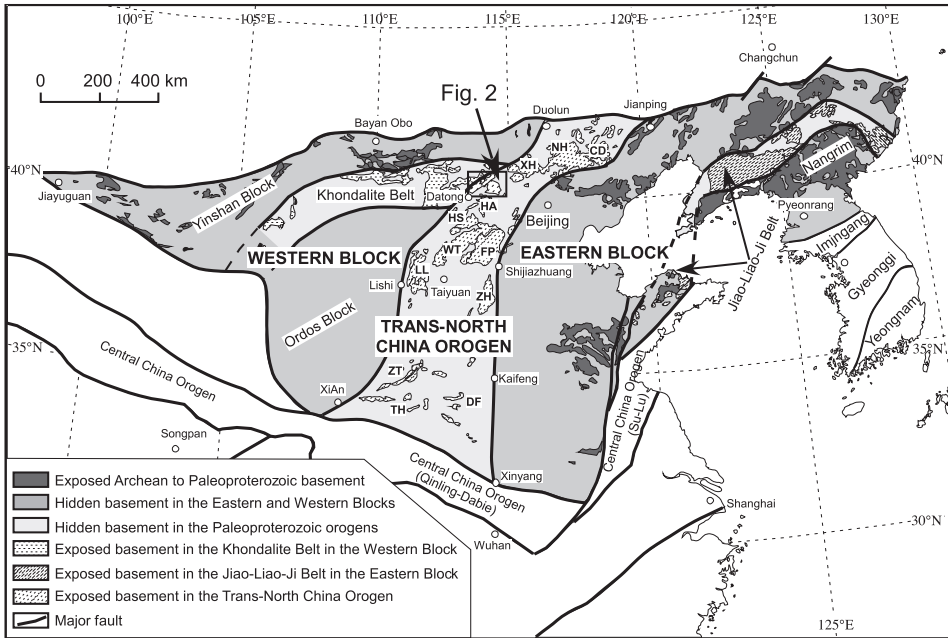 100°E
105°E
110°E
115°E
120°E
125°E
130°E
0 200 400 km
Changchun
Fig. 2
Duolun
Jianping
Bayan Obo
NH
CD
XH
40°N
40°N
Jiayuguan
Yinshan Block
Khondalite Belt
Datong
HA
Nangrim
Pyeonrang
HS
Beijing
Imjngang
WESTERN BLOCK
WT
FP
EASTERN BLOCK
Jiao-Liao-Ji Belt
Gyeonggi
LL
Shijiazhuang
Lishi
Taiyuan
ZH
Ordos Block
TRANS-NORTH
CHINA OROGEN
Yeongnam
35°N
35°N
Central China Orogen
ZT
Kaifeng
XiAn
TH
DF
Central China Orogen
(Su-Lu)
Songpan
Central China Orogen
(Qinling-Dabie)
Xinyang
Shanghai
Wuhan
30°N
125°E
Exposed Archean to Paleoproterozoic basement
Hidden basement in the Eastern and Western Blocks
Hidden basement in the Paleoproterozoic orogens
Exposed basement in the Khondalite Belt in the Western Block
Exposed basement in the Jiao-Liao-Ji Belt in the Eastern Block
Exposed basement in the Trans-North China Orogen
Major fault